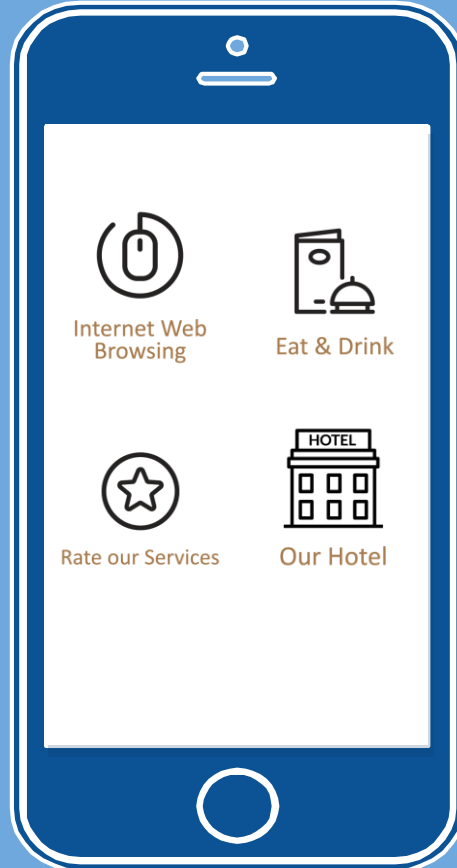 Internet Web
Browsing
Eat & Drink
HOTEL
Rate our Services
Our Hotel